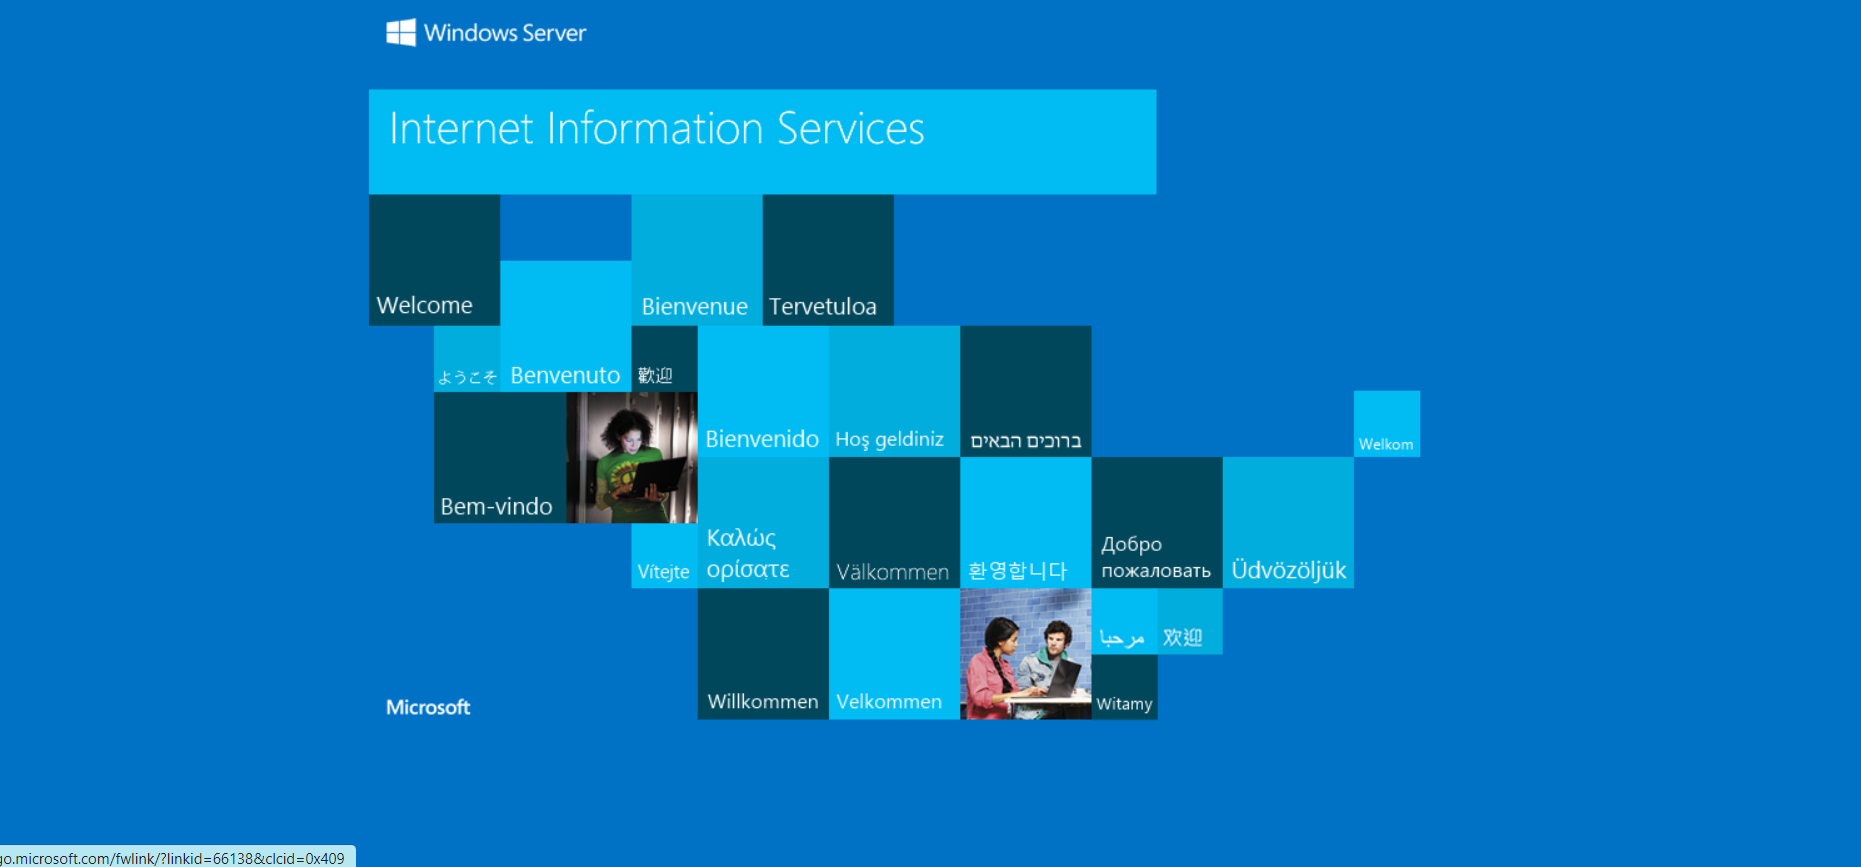 Windows Server
Internet Information Services
Welcome
Bienvenue
Tervetuloa
ようこそ
Benvenuto
歡迎
Bienvenido
Hoş geldiniz
ברוכים הבאים
Welkom
Bem-vindo
Vítejte
Καλώς
ορίσατε
Välkommen
환영합니다
Добро
пожаловать
Üdvözöljük
مرحبا
欢迎
Willkommen
Velkommen
Witamy
Microsoft
go.microsoft.com/fwlink/?linkid=66138&clcid=0x409